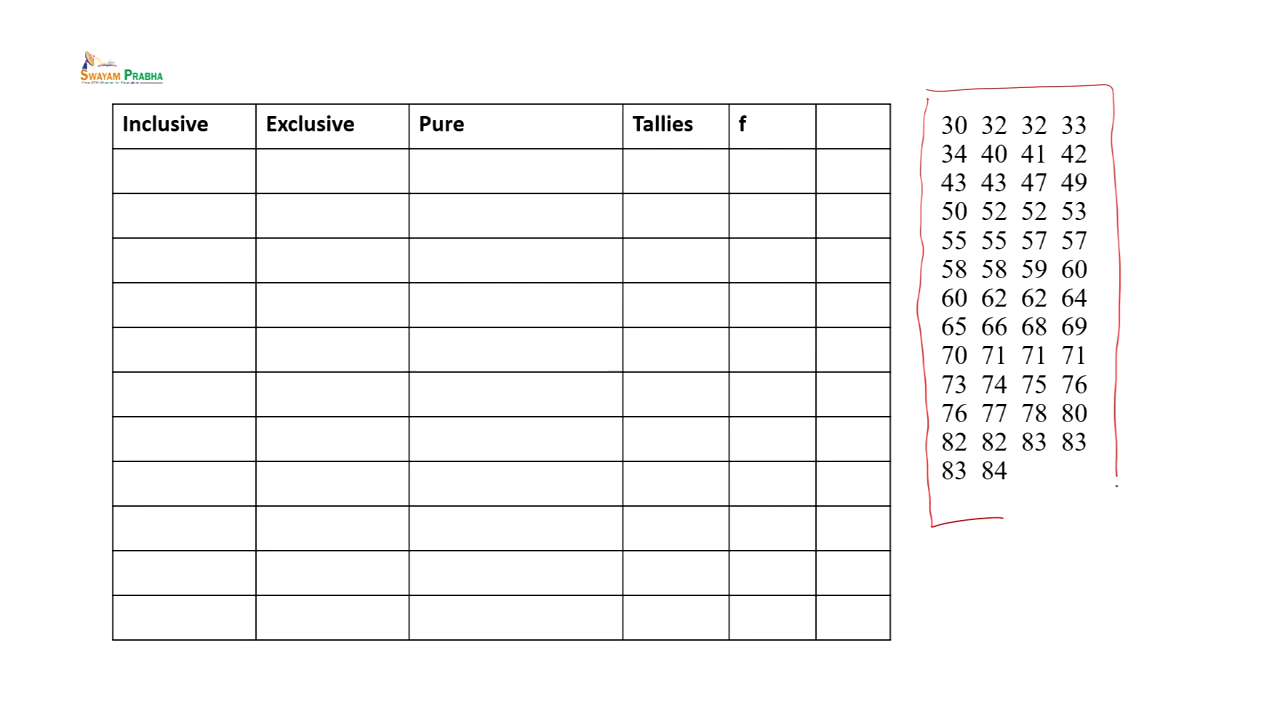 SWAYAM PRABHA
Inclusive Exclusive Pure Tallies f
30 32 32 33
34 40 41 42
43 43 47 49
50 52 52 53
55 55 57 57
58 58 59 60
60 62 62 64
65 66 68 69
70 71 71 71
73 74 75 76
76 77 78 80
82 82 83 83
83 84